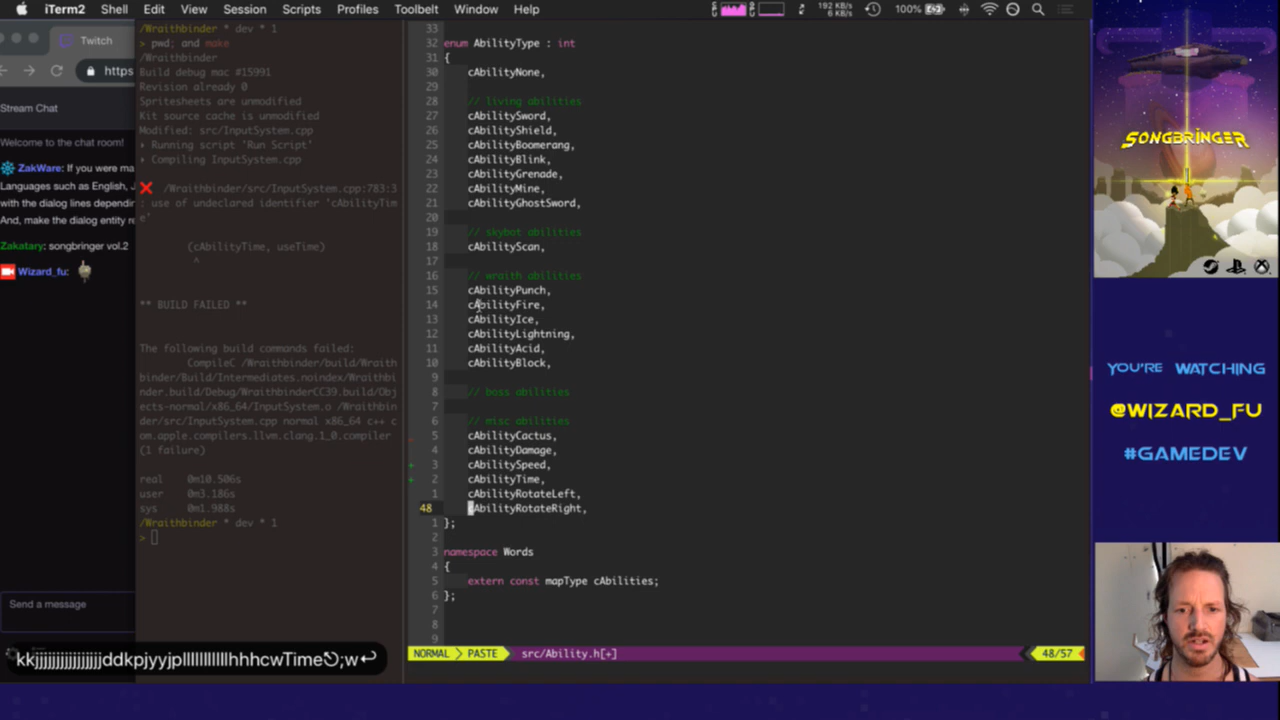 iTerm2 Shell Edit View Session Scripts Profiles Toolbelt Window Help
192 KB/s
6 KB/s
100%
Twitch
https
Stream Chat
Welcome to the chat room!
ZakWare: If you were ma
Languages such as English, J
with the dialog lines dependin
And, make the dialog entity re
Zakatary: songbringer vol.2
Wizard_fu:
Send a message
/Wraithbinder * dev * 1
> pwd; and make
/Wraithbinder
Build debug mac #15991
Revision already 0
Spritesheets are unmodified
Kit source cache is unmodified
Modified: src/InputSystem.cpp
› Running script 'Run Script'
› Compiling InputSystem.cpp
❌ /Wraithbinder/src/InputSystem.cpp:783:3
: use of undeclared identifier 'cAbilityTim
e'
(cAbilityTime, useTime)
^
** BUILD FAILED **
The following build commands failed:
CompileC /Wraithbinder/build/Wraith
binder/Build/Intermediates.noindex/Wraithbi
nder.build/Debug/WraithbinderCC39.build/Obj
ects-normal/x86_64/InputSystem.o /Wraithbin
der/src/InputSystem.cpp normal x86_64 c++ c
om.apple.compilers.llvm.clang.1_0.compiler
(1 failure)
real 0m10.506s
user 0m3.186s
sys 0m1.988s
/Wraithbinder * dev * 1
>
kkjjjjjjjjjjjjjjjjddkpjyyjplllllllllllhhhcwTime⎋;w↩
33
32 enum AbilityType : int
31 {
30 cAbilityNone,
29
28 // living abilities
27 cAbilitySword,
26 cAbilityShield,
25 cAbilityBoomerang,
24 cAbilityBlink,
23 cAbilityGrenade,
22 cAbilityMine,
21 cAbilityGhostSword,
20
19 // skybot abilities
18 cAbilityScan,
17
16 // wraith abilities
15 cAbilityPunch,
14 cAbilityFire,
13 cAbilityIce,
12 cAbilityLightning,
11 cAbilityAcid,
10 cAbilityBlock,
9
8 // boss abilities
7
6 // misc abilities
5 cAbilityCactus,
4 cAbilityDamage,
3 cAbilitySpeed,
2 cAbilityTime,
1 cAbilityRotateLeft,
48 cAbilityRotateRight,
1 };
2
3 namespace Words
4 {
5 extern const mapType cAbilities;
6 };
7
8
9
NORMAL > PASTE src/Ability.h[+] 48/57
SONGBRINGER
YOU'RE WATCHING
@WIZARD_FU
#GAMEDEV